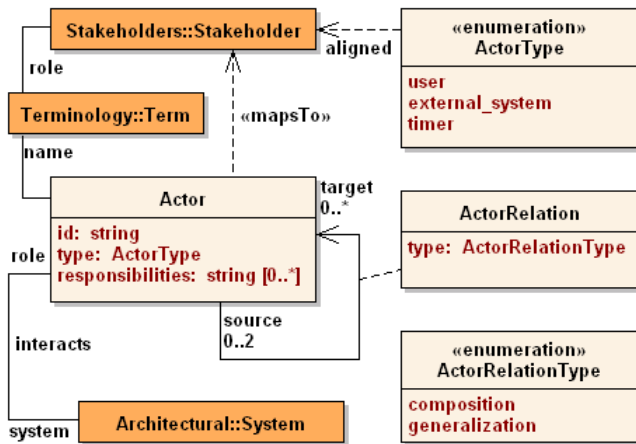 Stakeholders::Stakeholder
«enumeration»
ActorType
aligned
role
user
external_system
timer
Terminology::Term
«mapsTo»
name
Actor
target
0..*
ActorRelation
id: string
type: ActorType
responsibilities: string [0..*]
type: ActorRelationType
role
source
0..2
interacts
«enumeration»
ActorRelationType
composition
generalization
Architectural::System
system